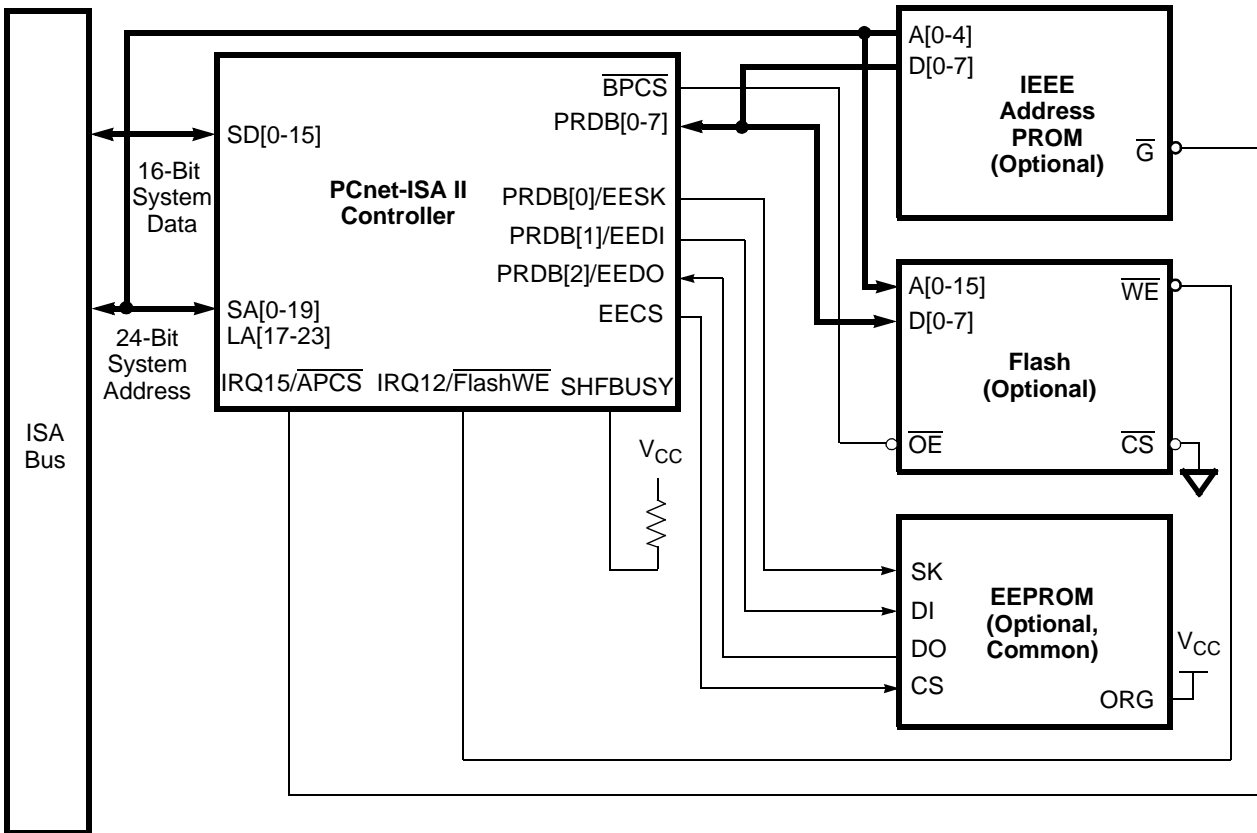 ISA
Bus
16-Bit
System
Data
24-Bit
System
Address
PCnet-ISA II
Controller
SD[0-15]
SA[0-19]
LA[17-23]
IRQ15/APCS
IRQ12/FlashWE
SHFBUSY
BPCS
PRDB[0-7]
PRDB[0]/EESK
PRDB[1]/EEDI
PRDB[2]/EEDO
EECS
VCC
A[0-4]
D[0-7]
IEEE
Address
PROM
(Optional)
G
A[0-15]
D[0-7]
WE
Flash
(Optional)
OE
CS
SK
DI
DO
CS
EEPROM
(Optional,
Common)
ORG
VCC